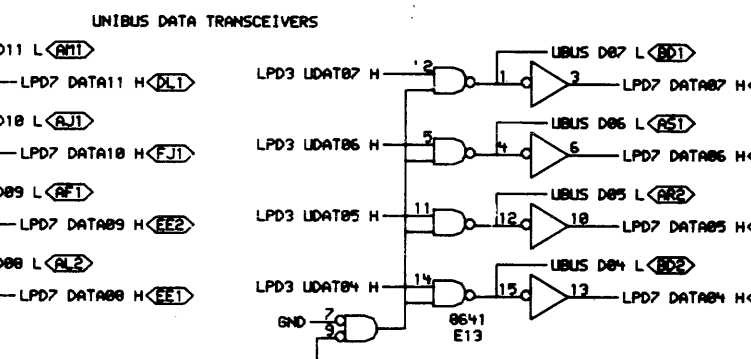 UNIBUS DATA TRANSCEIVERS
D11 L AM1
LPD7 DATA11 H DL1
D10 L AJ1
LPD7 DATA10 H FJ1
D09 L AF1
LPD7 DATA09 H EE2
D08 L AL2
LPD7 DATA08 H EE1
LPD3 UDAT07 H 2 1 3 UBUS D07 L BD1
LPD7 DATA07 H
LPD3 UDAT06 H 5 4 6 UBUS D06 L AS1
LPD7 DATA06 H
LPD3 UDAT05 H 11 12 10 UBUS D05 L AR2
LPD7 DATA05 H
LPD3 UDAT04 H 14 15 13 UBUS D04 L BD2
LPD7 DATA04 H
GND 7
9
8641
E13